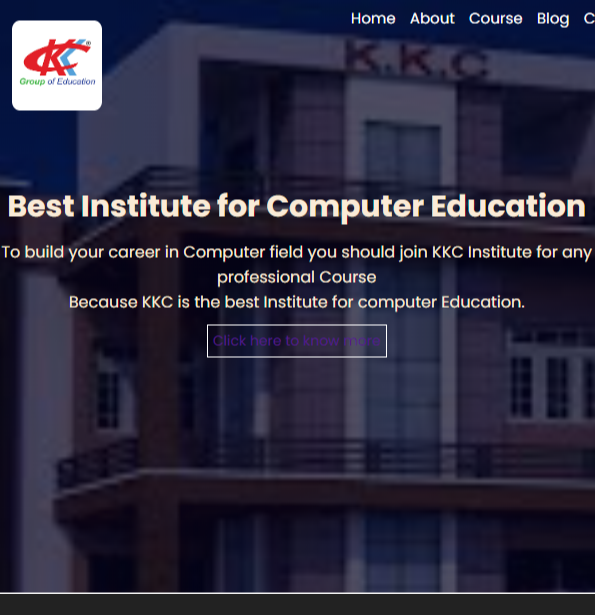 Home About Course Blog C
KKC
Group of Education
K.K.C
Best Institute for Computer Education
To build your career in Computer field you should join KKC Institute for any
professional Course
Because KKC is the best Institute for computer Education.
Click here to know more